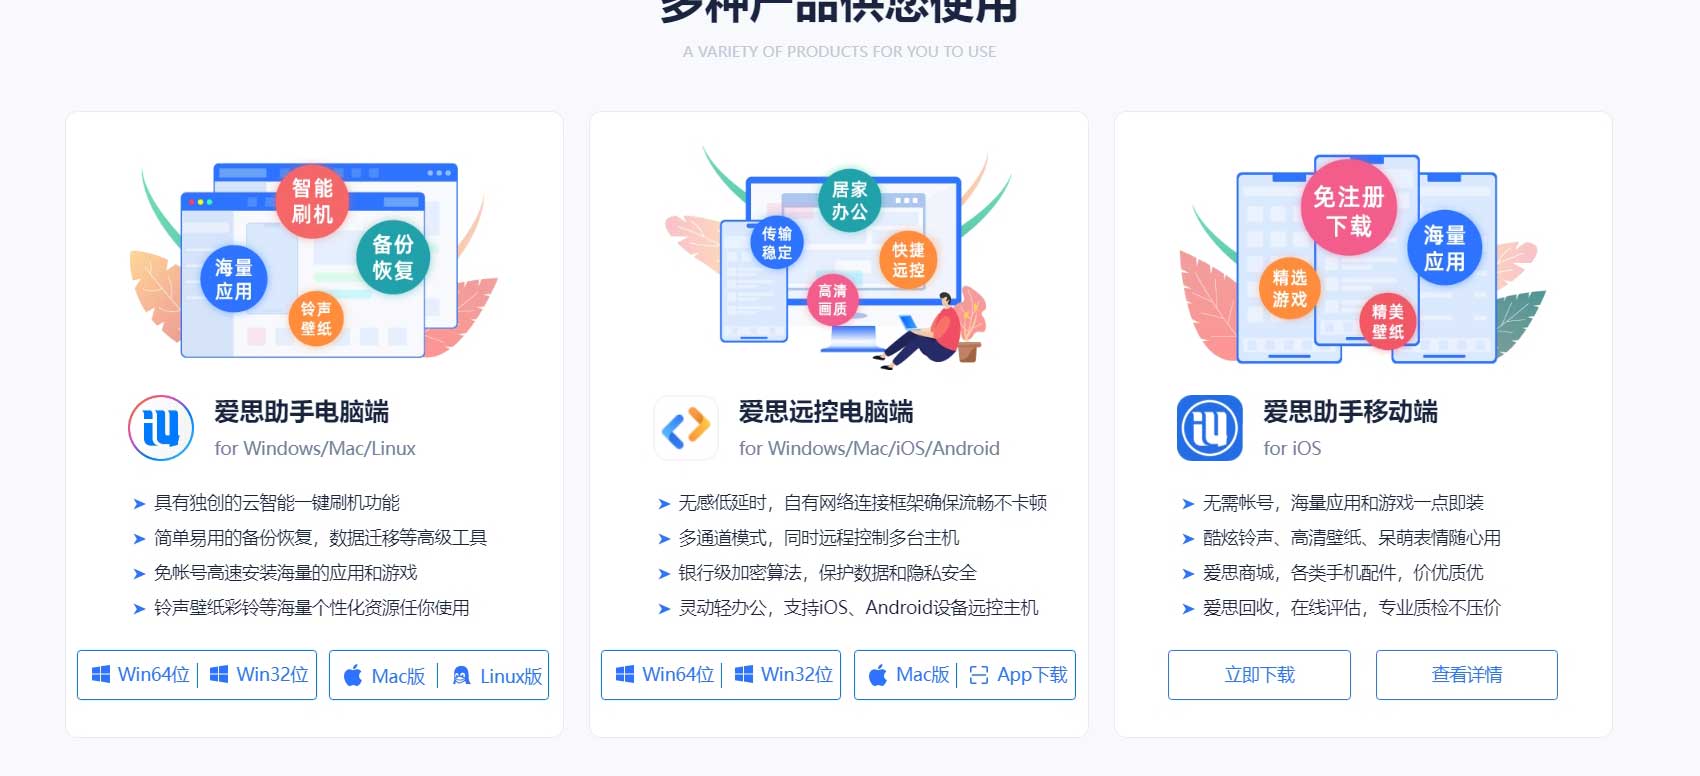 多种产品供您使用
A VARIETY OF PRODUCTS FOR YOU TO USE
智能
刷机
备份
恢复
海量
应用
铃声
壁纸
居家
办公
传输
稳定
快捷
远控
高清
画质
免注册
下载
海量
应用
精选
游戏
精美
壁纸
爱思助手电脑端
for Windows/Mac/Linux
➤ 具有独创的云智能一键刷机功能
➤ 简单易用的备份恢复，数据迁移等高级工具
➤ 免帐号高速安装海量的应用和游戏
➤ 铃声壁纸彩铃等海量个性化资源任你使用
Win64位 | Win32位 Mac版 | Linux版
爱思远控电脑端
for Windows/Mac/iOS/Android
➤ 无感低延时，自有网络连接框架确保流畅不卡顿
➤ 多通道模式，同时远程控制多台主机
➤ 银行级加密算法，保护数据和隐私安全
➤ 灵动轻办公，支持iOS、Android设备远控主机
Win64位 | Win32位 Mac版 | App下载
爱思助手移动端
for iOS
➤ 无需帐号，海量应用和游戏一点即装
➤ 酷炫铃声、高清壁纸、呆萌表情随心用
➤ 爱思商城，各类手机配件，价优质优
➤ 爱思回收，在线评估，专业质检不压价
立即下载 查看详情